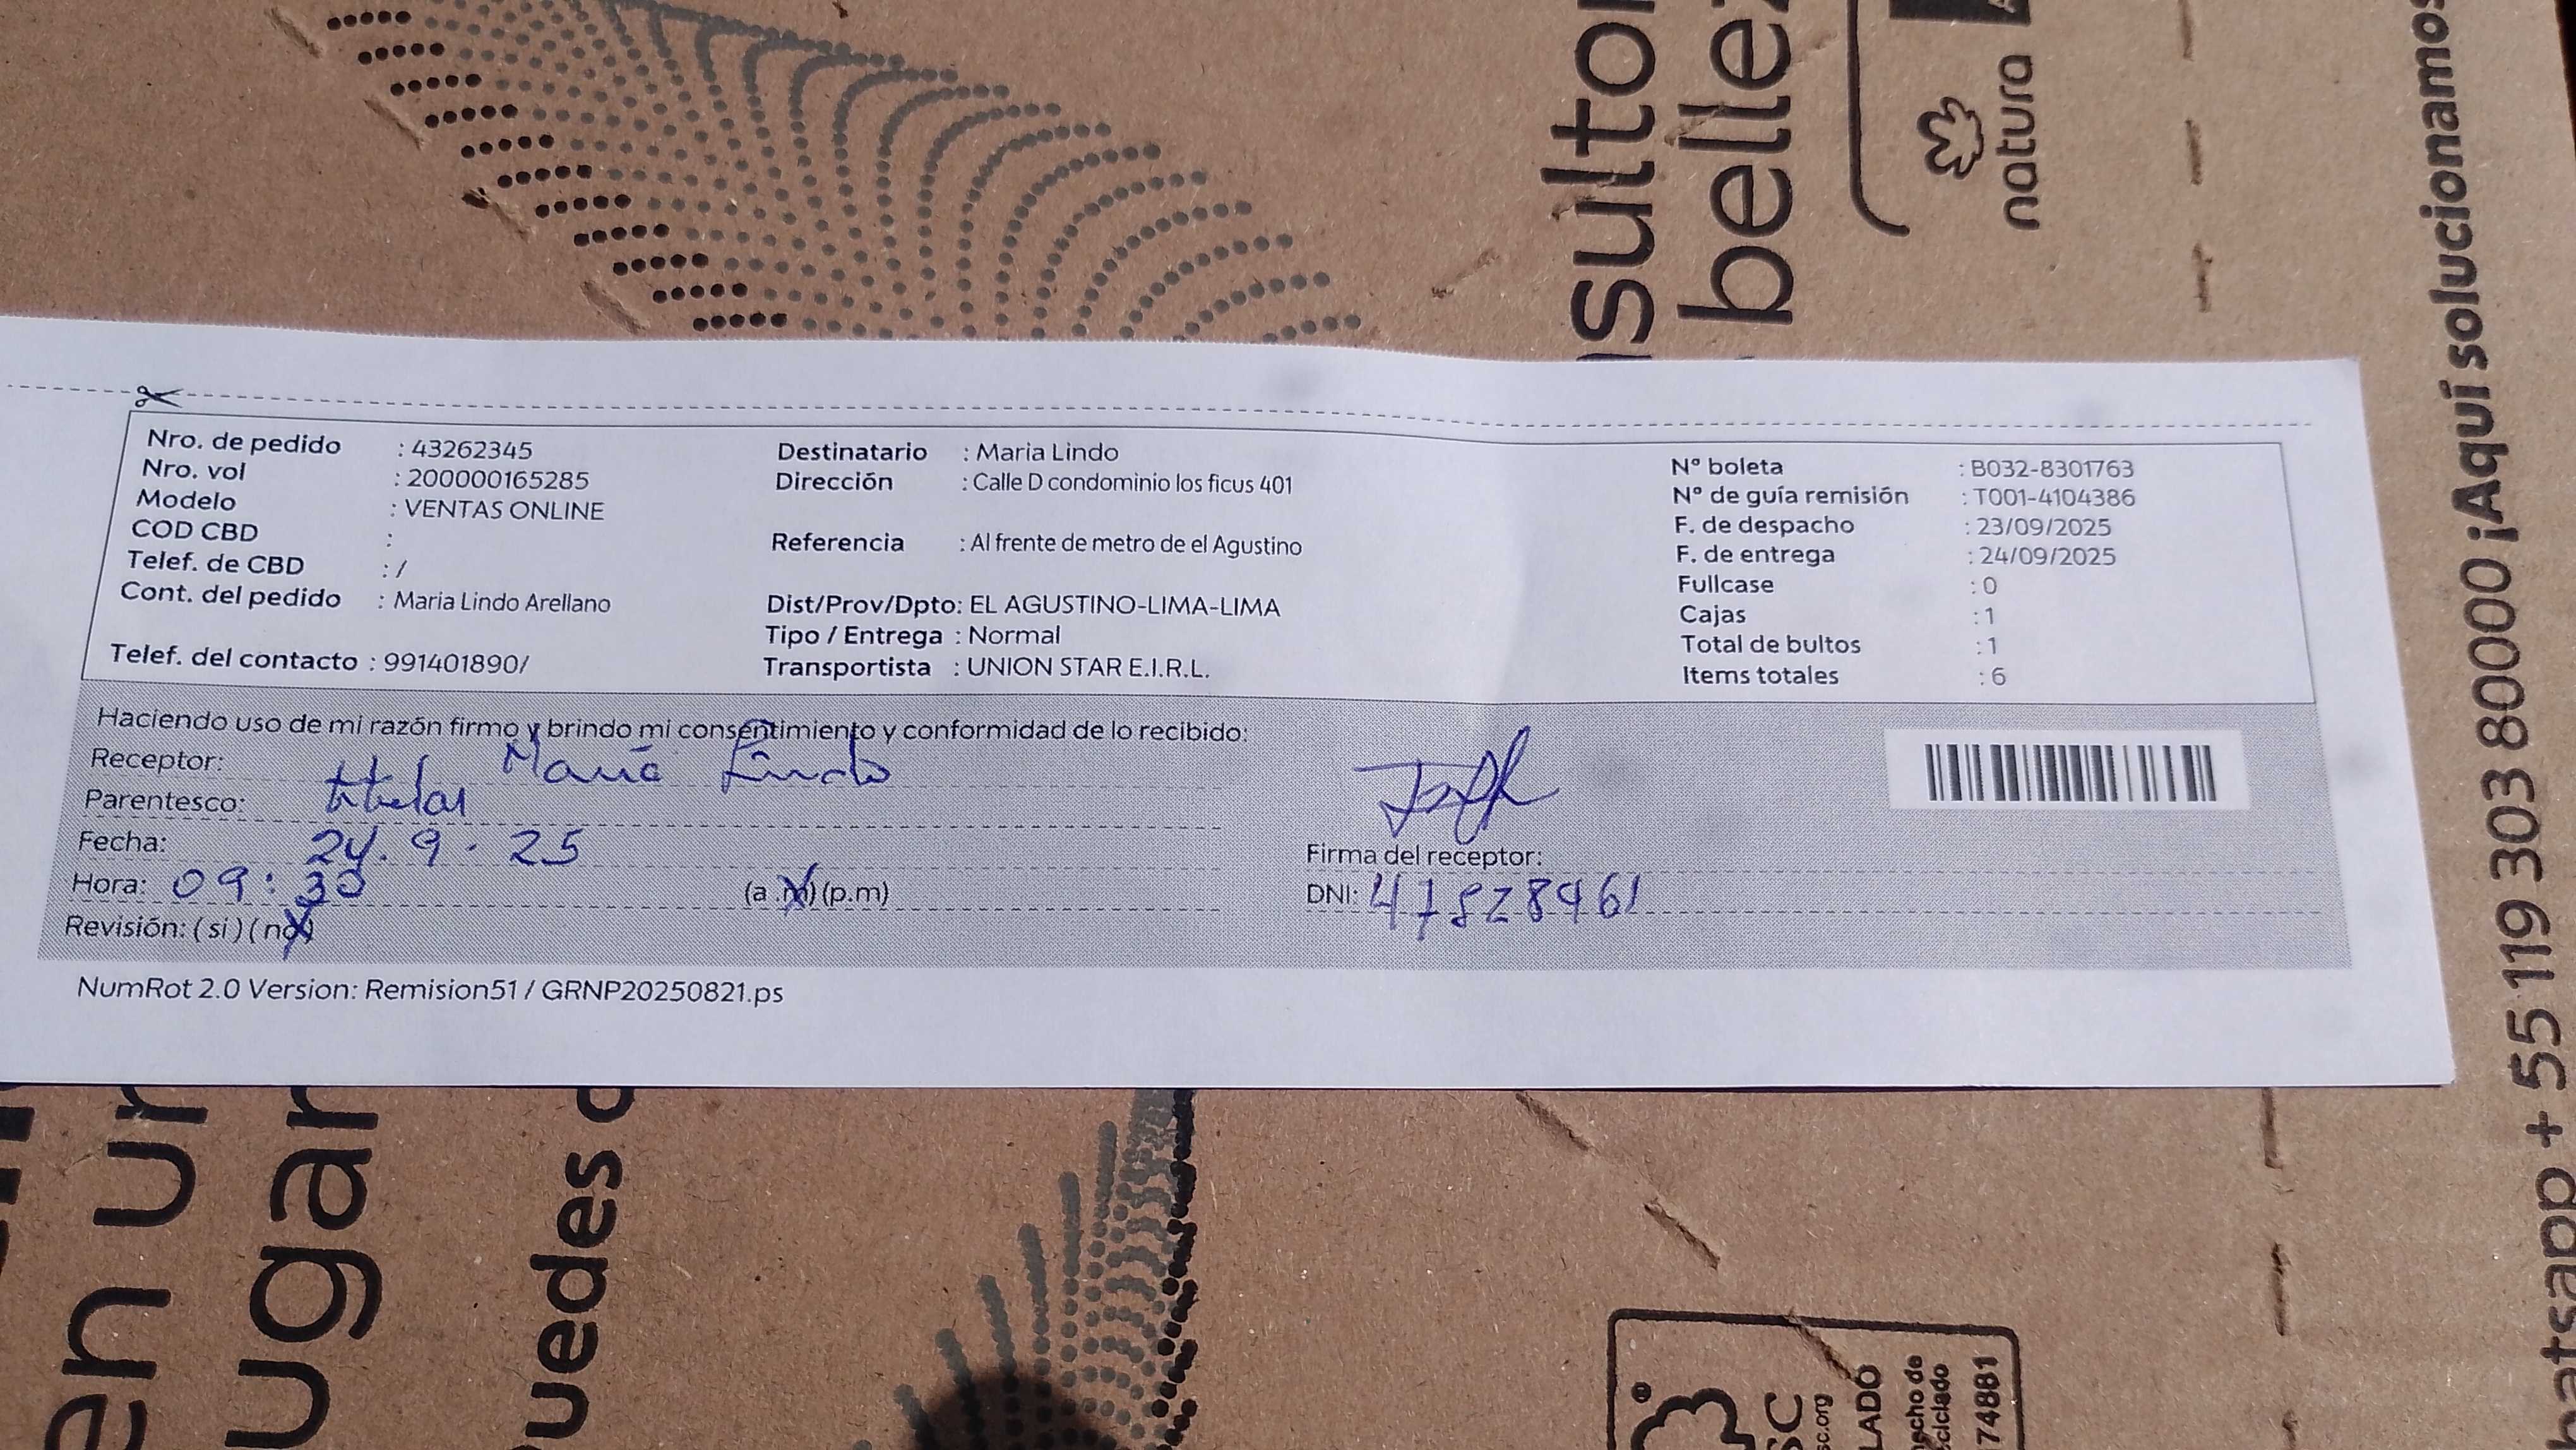 Nro. de pedido : 43262345
Nro. vol : 200000165285
Modelo : VENTAS ONLINE
COD CBD :
Telef. de CBD : /
Cont. del pedido : Maria Lindo Arellano
Telef. del contacto : 991401890/
Destinatario : Maria Lindo
Dirección : Calle D condominio los ficus 401
Referencia : Al frente de metro de el Agustino
Dist/Prov/Dpto: EL AGUSTINO-LIMA-LIMA
Tipo / Entrega : Normal
Transportista : UNION STAR E.I.R.L.
N° boleta : B032-8301763
N° de guía remisión : T001-4104386
F. de despacho : 23/09/2025
F. de entrega : 24/09/2025
Fullcase : 0
Cajas : 1
Total de bultos : 1
Items totales : 6
Haciendo uso de mi razón firmo y brindo mi consentimiento y conformidad de lo recibido:
Receptor: Maria Lindo
Parentesco: titular
Fecha: 24.9.25
Hora: 09:30 (a.m) (p.m)
Revisión: (si) (no)
Firma del receptor:
DNI: 47828461
NumRot 2.0 Version: Remision51 / GRNP20250821.ps
natura
belle
+ 55 119 303 80000 ¡Aquí solucionamos
en un
ugar
uedes
74881